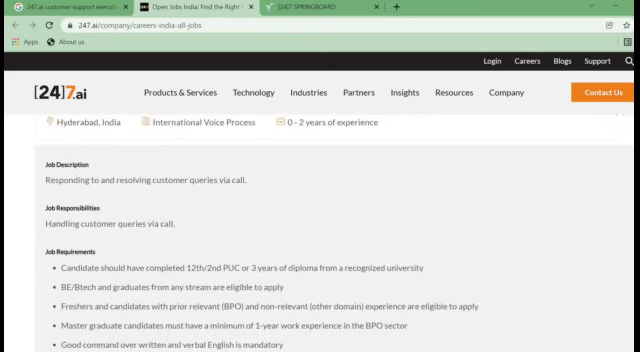 247.ai customer support executiv
Open Jobs India: Find the Right
[24]7 SPRINGBOARD
247.ai/company/careers-india-all-jobs
Apps About us
Login Careers Blogs Support
[24]7.ai
Products & Services Technology Industries Partners Insights Resources Company Contact Us
Hyderabad, India International Voice Process 0 - 2 years of experience
Job Description
Responding to and resolving customer queries via call.
Job Responsibilities
Handling customer queries via call.
Job Requirements
• Candidate should have completed 12th/2nd PUC or 3 years of diploma from a recognized university
• BE/Btech and graduates from any stream are eligible to apply
• Freshers and candidates with prior relevant (BPO) and non-relevant (other domain) experience are eligible to apply
• Master graduate candidates must have a minimum of 1-year work experience in the BPO sector
• Good command over written and verbal English is mandatory